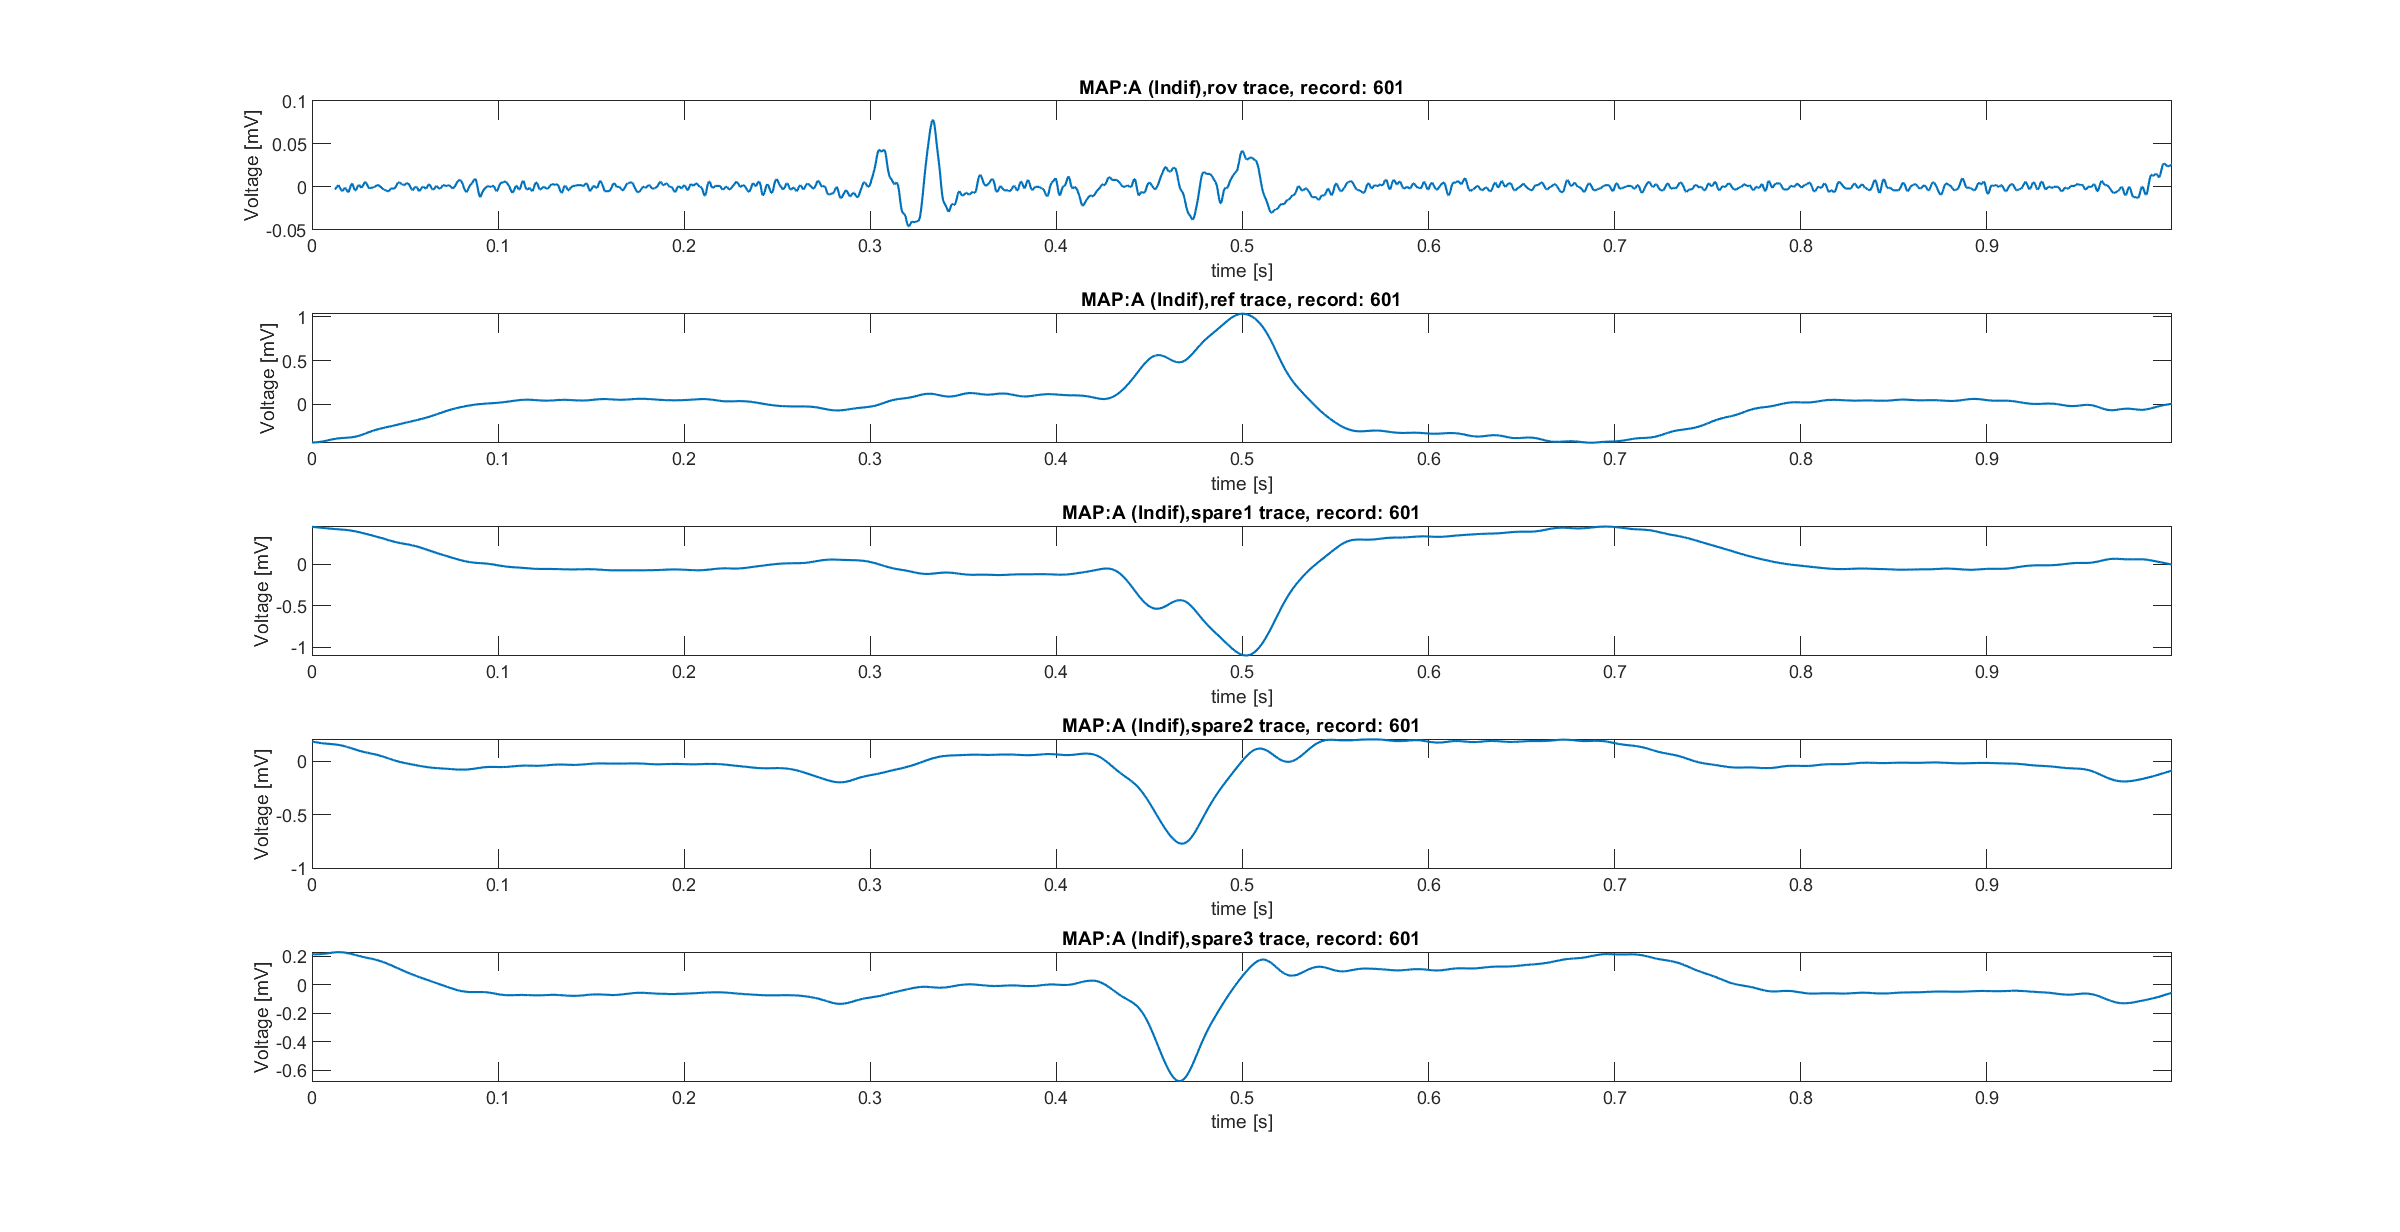 MAP:A (Indif),rov trace, record: 601
Voltage [mV]
0.1
0.05
0
-0.05
0 0.1 0.2 0.3 0.4 0.5 0.6 0.7 0.8 0.9
time [s]
MAP:A (Indif),ref trace, record: 601
Voltage [mV]
1
0.5
0
0 0.1 0.2 0.3 0.4 0.5 0.6 0.7 0.8 0.9
time [s]
MAP:A (Indif),spare1 trace, record: 601
Voltage [mV]
0
-0.5
-1
0 0.1 0.2 0.3 0.4 0.5 0.6 0.7 0.8 0.9
time [s]
MAP:A (Indif),spare2 trace, record: 601
Voltage [mV]
0
-0.5
-1
0 0.1 0.2 0.3 0.4 0.5 0.6 0.7 0.8 0.9
time [s]
MAP:A (Indif),spare3 trace, record: 601
Voltage [mV]
0.2
0
-0.2
-0.4
-0.6
0 0.1 0.2 0.3 0.4 0.5 0.6 0.7 0.8 0.9
time [s]